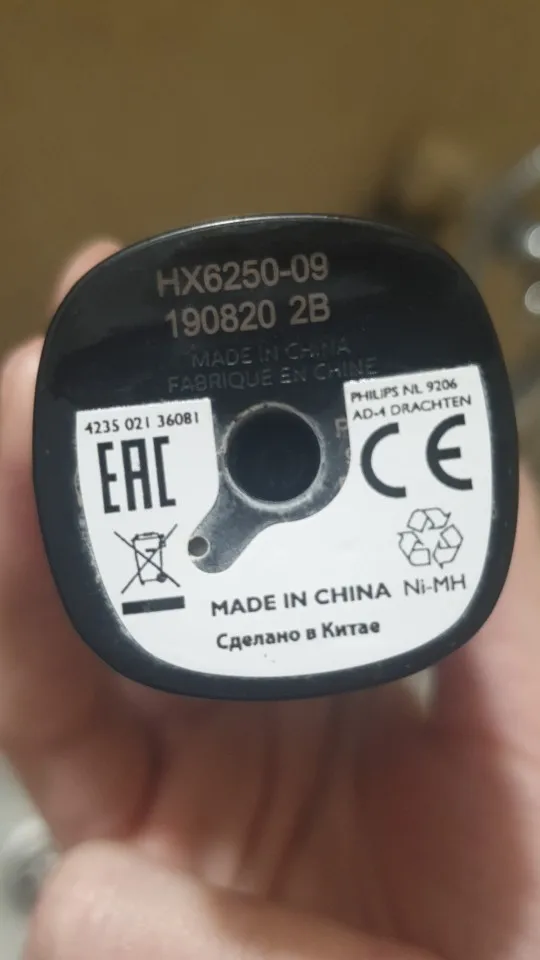 HX6250-09
190820 2B
MADE IN CHINA
FABRIQUE EN CHINE
4235 021 36081
EAC
PHILIPS NL 9206
AD-4 DRACHTEN
CE
Ni-MH
MADE IN CHINA
Сделано в Китае